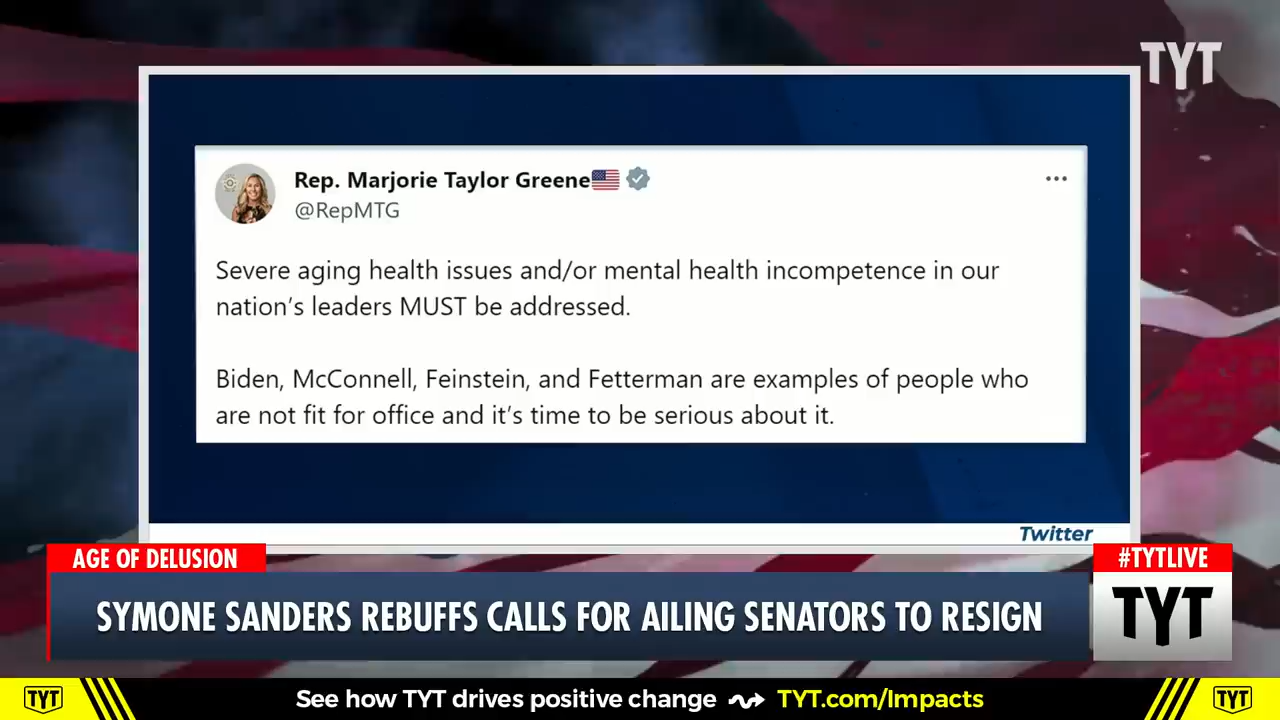 TYT
Rep. Marjorie Taylor Greene🇺🇸
@RepMTG
Severe aging health issues and/or mental health incompetence in our
nation’s leaders MUST be addressed.
Biden, McConnell, Feinstein, and Fetterman are examples of people who
are not fit for office and it’s time to be serious about it.
Twitter
AGE OF DELUSION
#TYTLIVE
SYMONE SANDERS REBUFFS CALLS FOR AILING SENATORS TO RESIGN
TYT
TYT
See how TYT drives positive change TYT.com/Impacts
TYT